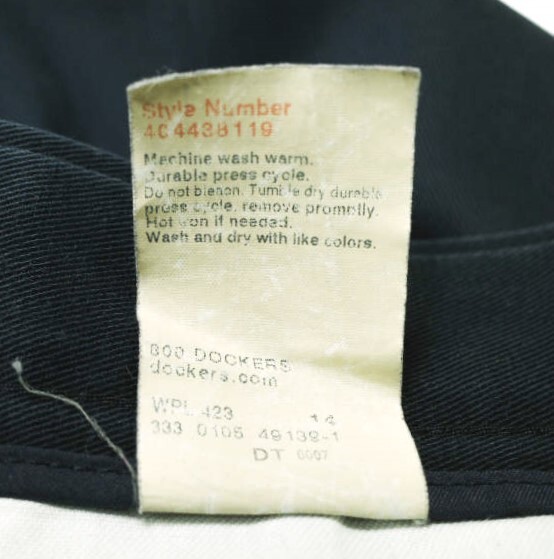 Style Number
404438119
Machine wash warm.
Durable press cycle.
Do not bleach. Tumble dry durable
press cycle, remove promptly.
Hot iron if needed.
Wash and dry with like colors.
800 DOCKERS
dockers.com
WPL 423
14
333 0105 49139-1
DT 0007